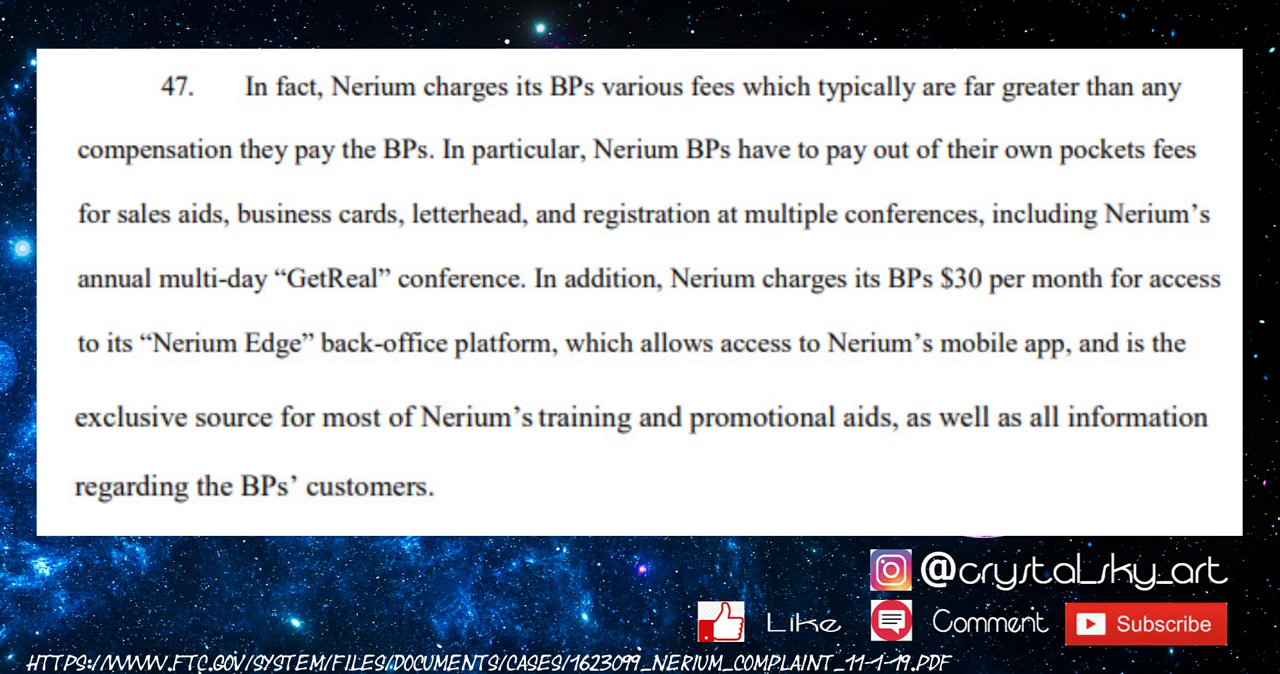 47. In fact, Nerium charges its BPs various fees which typically are far greater than any
compensation they pay the BPs. In particular, Nerium BPs have to pay out of their own pockets fees
for sales aids, business cards, letterhead, and registration at multiple conferences, including Nerium’s
annual multi-day “GetReal” conference. In addition, Nerium charges its BPs $30 per month for access
to its “Nerium Edge” back-office platform, which allows access to Nerium’s mobile app, and is the
exclusive source for most of Nerium’s training and promotional aids, as well as all information
regarding the BPs’ customers.
@crystal_sky_art
Like Comment Subscribe
HTTPS://WWW.FTC.GOV/SYSTEM/FILES/DOCUMENTS/CASES/1623099_NERIUM_COMPLAINT_11-1-19.PDF